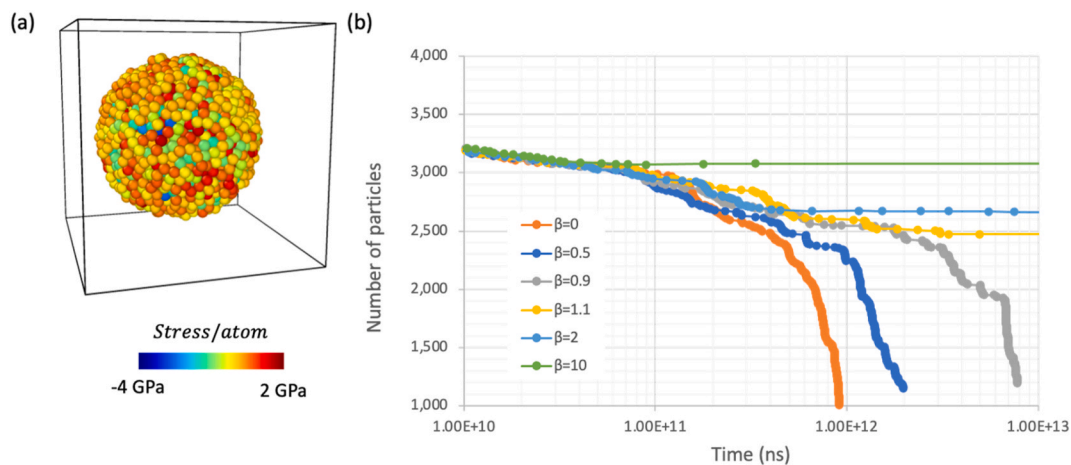 (a)
Stress/atom
-4 GPa
2 GPa
(b)
Number of particles
4,000
3,500
3,000
2,500
2,000
1,500
1,000
β=0
β=0.5
β=0.9
β=1.1
β=2
β=10
1.00E+10
1.00E+11
1.00E+12
1.00E+13
Time (ns)